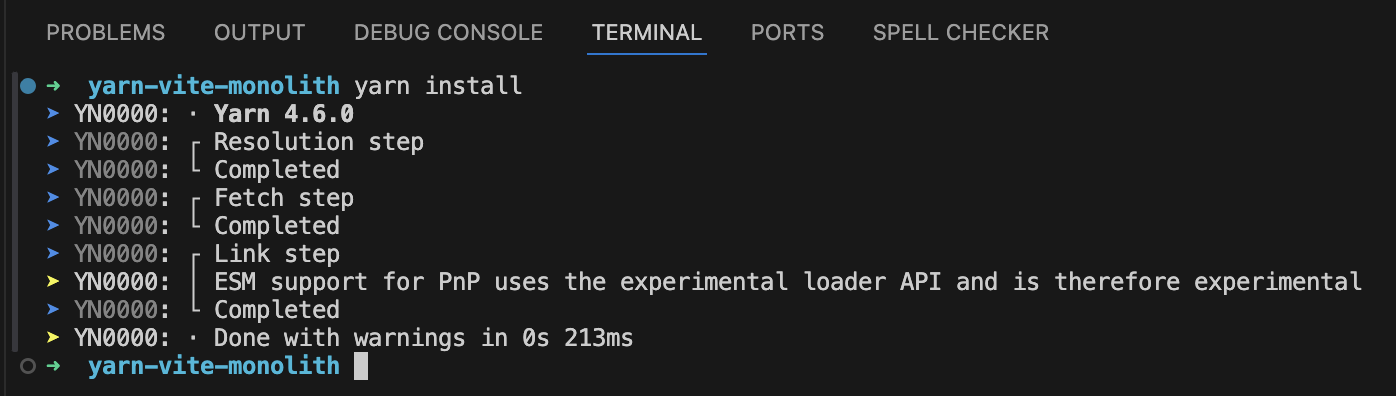 PROBLEMS OUTPUT DEBUG CONSOLE TERMINAL PORTS SPELL CHECKER
➜ yarn-vite-monolith yarn install
➤ YN0000: · Yarn 4.6.0
➤ YN0000: ┌ Resolution step
➤ YN0000: └ Completed
➤ YN0000: ┌ Fetch step
➤ YN0000: └ Completed
➤ YN0000: ┌ Link step
➤ YN0000: │ ESM support for PnP uses the experimental loader API and is therefore experimental
➤ YN0000: └ Completed
➤ YN0000: · Done with warnings in 0s 213ms
➜ yarn-vite-monolith